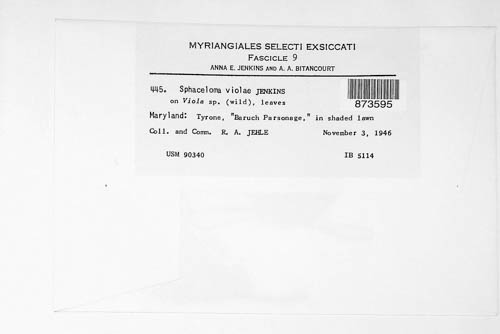 MYRIANGIALES SELECTI EXSICCATI
FASCICLE 9
ANNA E. JENKINS AND A. A. BITANCOURT
445. Sphaceloma violae JENKINS
on Viola sp. (wild), leaves
873595
Maryland: Tyrone, "Baruch Parsonage," in shaded lawn
Coll. and Comm. R. A. JEHLE November 3, 1946
USM 90340 IB 5114